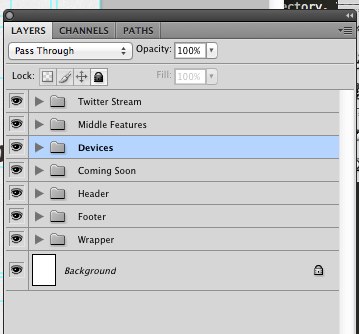 ectory.
LAYERS CHANNELS PATHS
Pass Through Opacity: 100%
Lock: Fill: 100%
Twitter Stream
Middle Features
Devices
Coming Soon
Header
Footer
Wrapper
Background